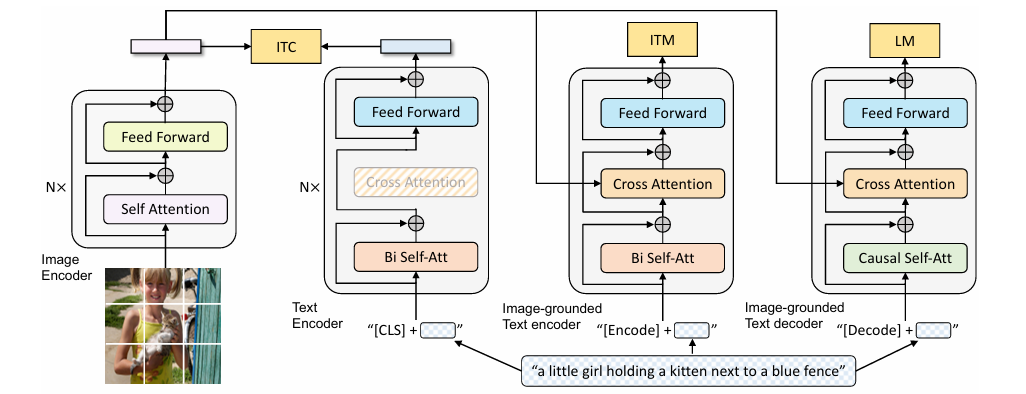 ITC
ITM
LM
Feed Forward
Self Attention
N×
Image
Encoder
Feed Forward
Cross Attention
Bi Self-Att
N×
Text
Encoder
"[CLS] + "
Feed Forward
Cross Attention
Bi Self-Att
Image-grounded
Text encoder
"[Encode] + "
Feed Forward
Cross Attention
Causal Self-Att
Image-grounded
Text decoder
"[Decode] + "
"a little girl holding a kitten next to a blue fence"